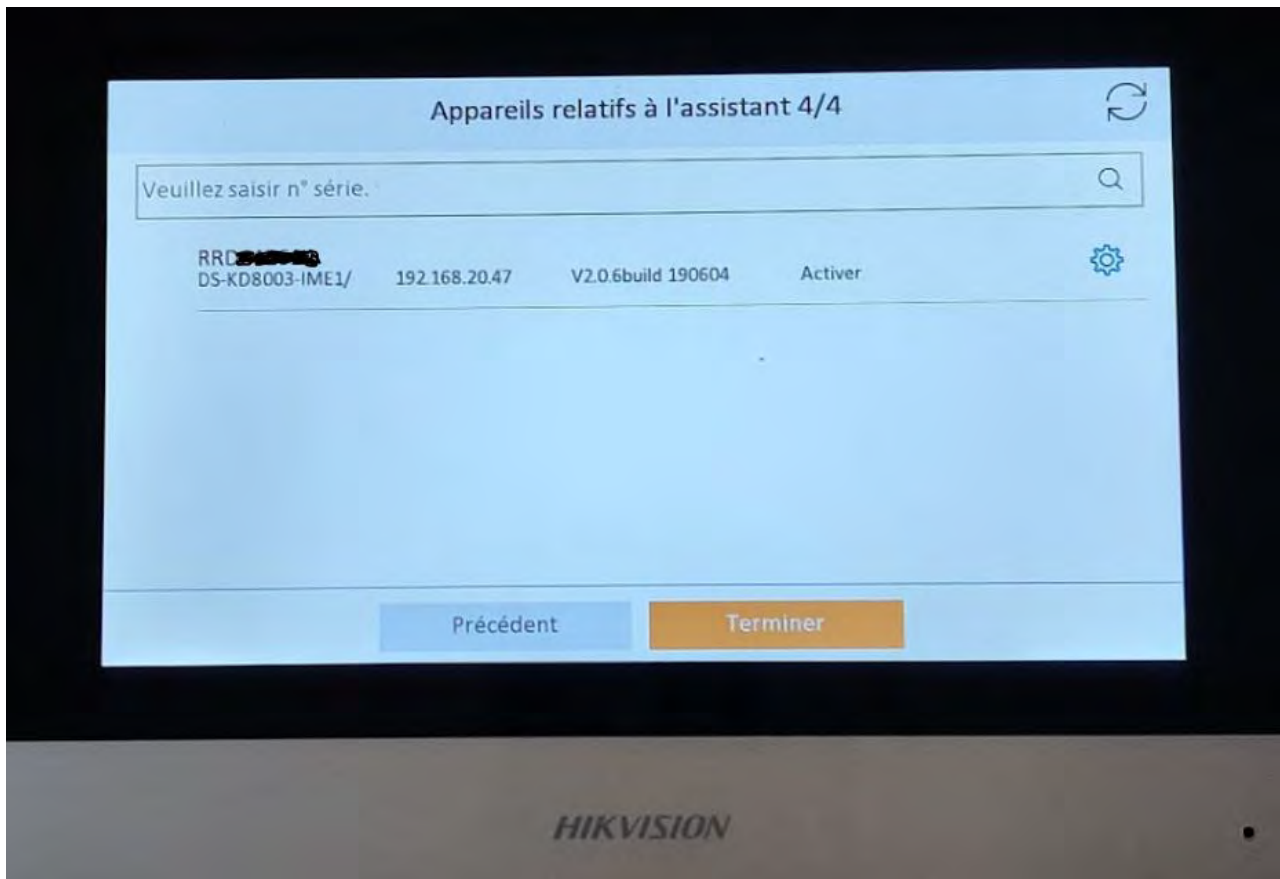 Appareils relatifs à l'assistant 4/4
Veuillez saisir n° série.
DS-KD8003-IME1/ 192.168.20.47 V2.0.6build 190604 Activer
Précédent Terminer
HIKVISION